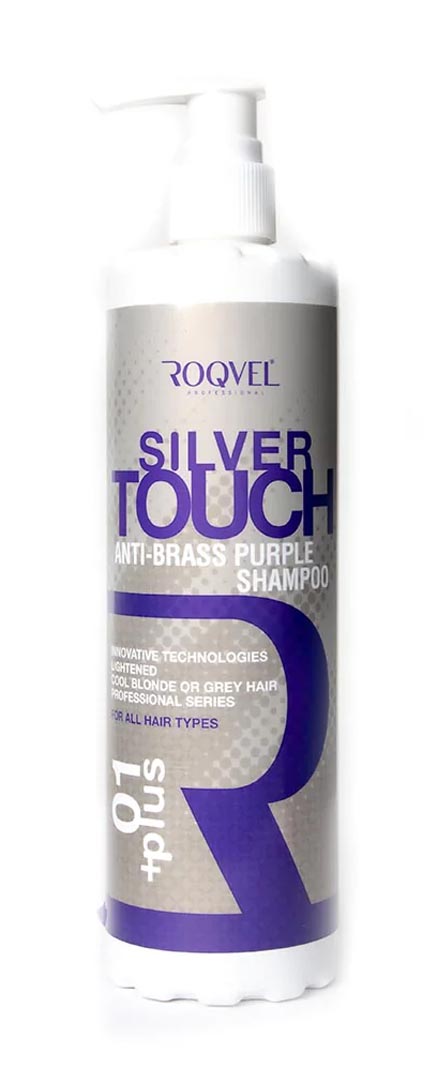 ROQVEL
PROFESSIONAL
SILVER
TOUCH
ANTI-BRASS PURPLE
SHAMPOO
INNOVATIVE TECHNOLOGIES
LIGHTENED
COOL BLONDE OR GREY HAIR
PROFESSIONAL SERIES
FOR ALL HAIR TYPES
01
+plus